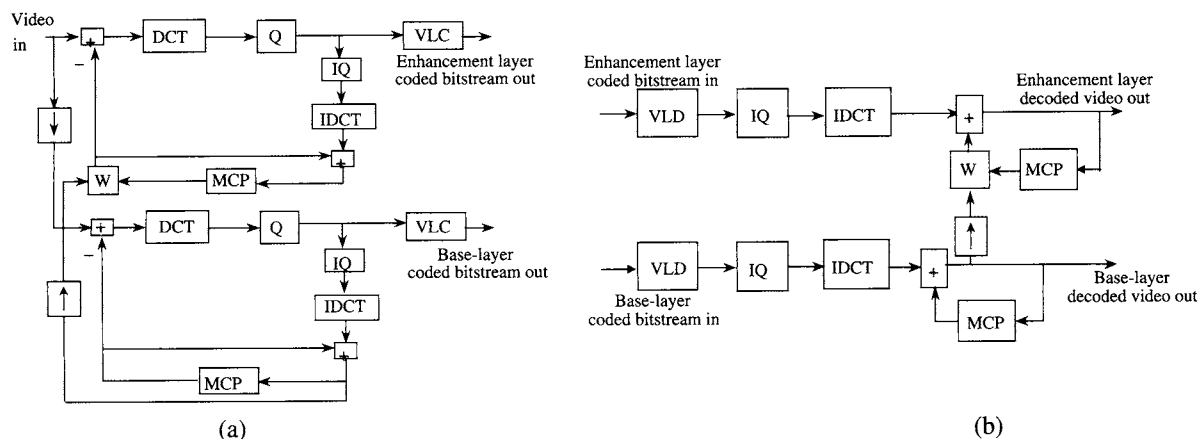 Video
in
+
DCT
Q
VLC
−
Enhancement layer
coded bitstream out
IQ
IDCT
+
W
MCP
+
DCT
Q
VLC
−
Base-layer
coded bitstream out
IQ
IDCT
+
MCP
(a)
Enhancement layer
coded bitstream in
VLD
IQ
IDCT
+
Enhancement layer
decoded video out
W
MCP
VLD
IQ
IDCT
+
Base-layer
coded bitstream in
Base-layer
decoded video out
MCP
(b)